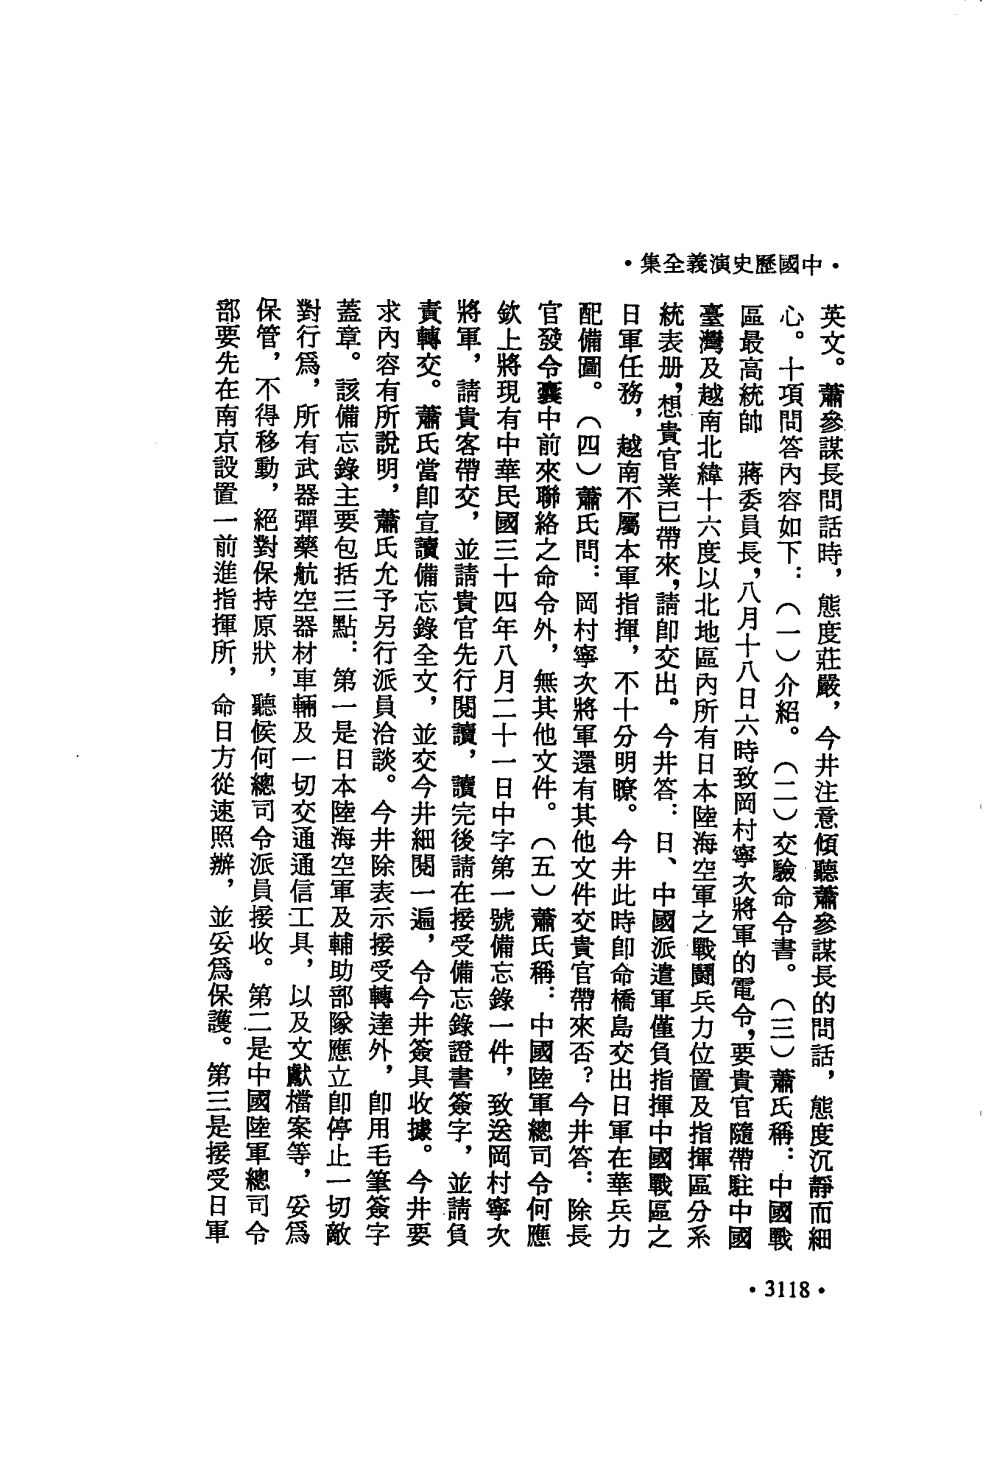 •中國歷史演義全集•
英文。蕭參謀長問話時，態度莊嚴，今井注意傾聽蕭參謀長的問話，態度沉靜而細
心。十項問答內容如下：（一）介紹。（二）交驗命令書。（三）蕭氏稱：中國戰
區最高統帥　蔣委員長，八月十八日六時致岡村寧次將軍的電令，要貴官隨帶駐中國
臺灣及越南北緯十六度以北地區內所有日本陸海空軍之戰鬪兵力位置及指揮區分系
統表册，想貴官業已帶來，請卽交出。今井答：日、中國派遣軍僅負指揮中國戰區之
日軍任務，越南不屬本軍指揮，不十分明瞭。今井此時卽命橋島交出日軍在華兵力
配備圖。（四）蕭氏問：岡村寧次將軍還有其他文件交貴官帶來否？今井答：除長
官發令囊中前來聯絡之命令外，無其他文件。（五）蕭氏稱：中國陸軍總司令何應
欽上將現有中華民國三十四年八月二十一日中字第一號備忘錄一件，致送岡村寧次
將軍，請貴客帶交，並請貴官先行閱讀，讀完後請在接受備忘錄證書簽字，並請負
責轉交。蕭氏當卽宣讀備忘錄全文，並交今井細閱一遍，令今井簽具收據。今井要
求內容有所說明，蕭氏允予另行派員洽談。今井除表示接受轉達外，卽用毛筆簽字
蓋章。該備忘錄主要包括三點：第一是日本陸海空軍及輔助部隊應立卽停止一切敵
對行爲，所有武器彈藥航空器材車輛及一切交通通信工具，以及文獻檔案等，妥爲
保管，不得移動，絕對保持原狀，聽候何總司令派員接收。第二是中國陸軍總司令
部要先在南京設置一前進指揮所，命日方從速照辦，並妥爲保護。第三是接受日軍
•3118•